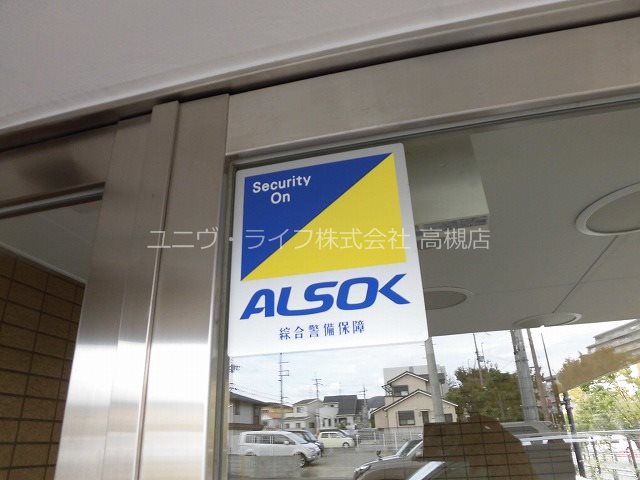 Security
On
ユニヴ・ライフ株式会社 高槻店
ALSOK
綜合警備保障